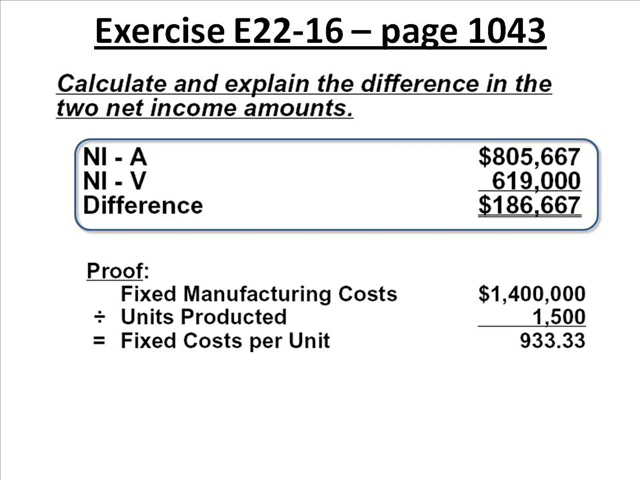 Exercise E22-16 – page 1043
Calculate and explain the difference in the
two net income amounts.
NI - A $805,667
NI - V 619,000
Difference $186,667
Proof:
Fixed Manufacturing Costs $1,400,000
÷ Units Producted 1,500
= Fixed Costs per Unit 933.33